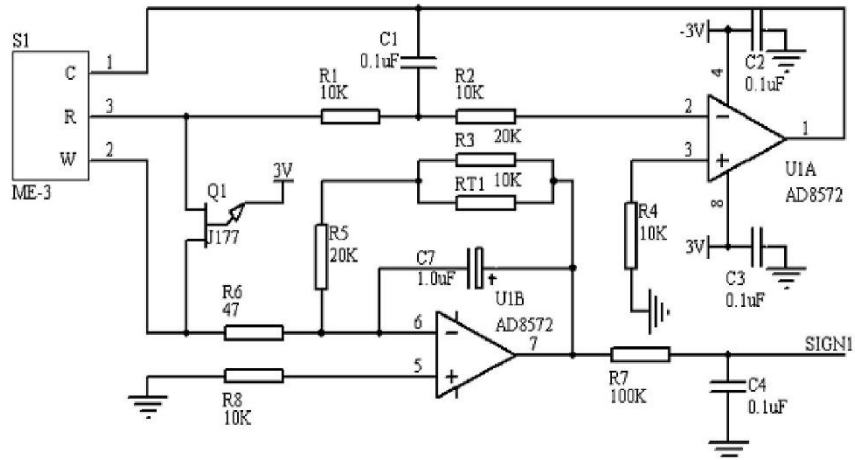 S1
C
R
W
1
3
2
ME-3
C1
0.1uF
R1
10K
R2
10K
-3V
C2
0.1uF
4
2
3
1
8
U1A
AD8572
20K
R3
10K
RT1
Q1
J177
3V
R5
20K
C7
1.0uF
+
R4
10K
3V
C3
0.1uF
R6
47
U1B
AD8572
6
5
7
R8
10K
R7
100K
C4
0.1uF
SIGN1